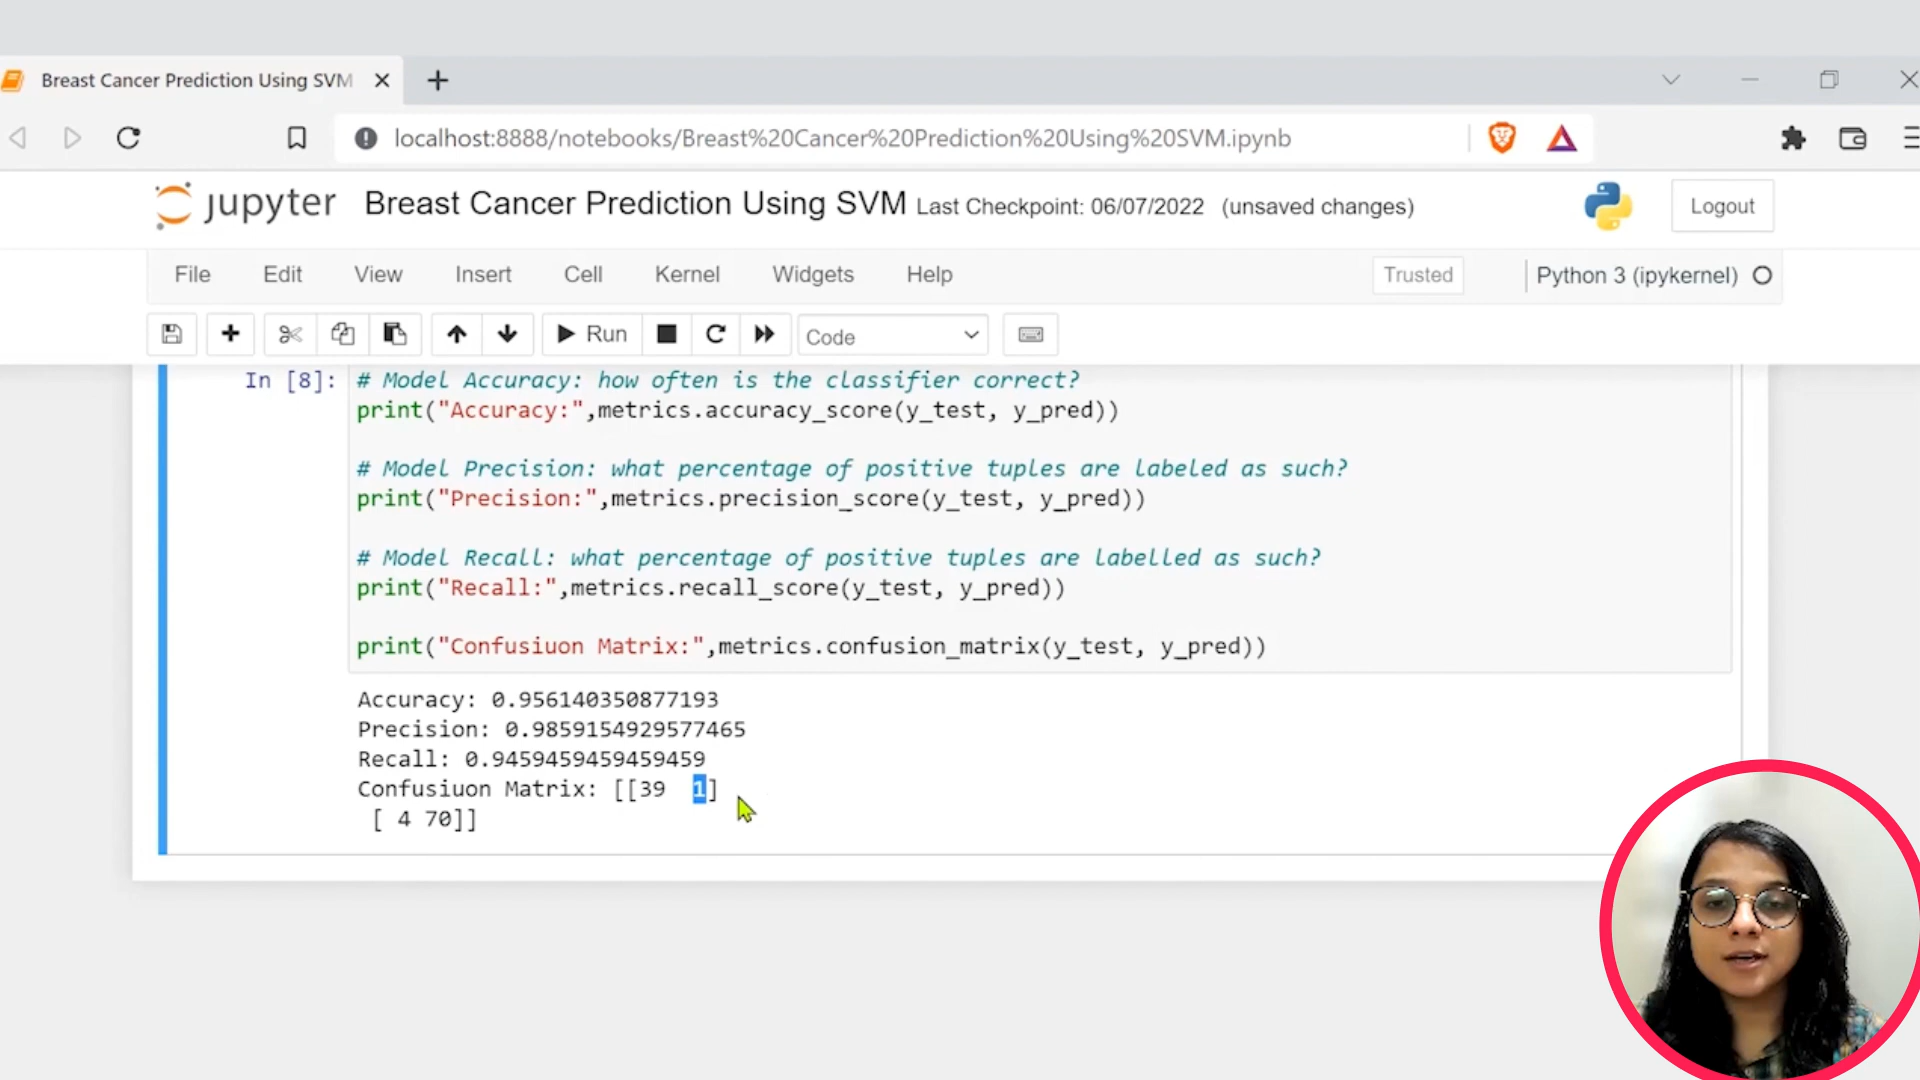 Breast Cancer Prediction Using SVM
localhost:8888/notebooks/Breast%20Cancer%20Prediction%20Using%20SVM.ipynb
jupyter Breast Cancer Prediction Using SVM Last Checkpoint: 06/07/2022 (unsaved changes) Logout
File Edit View Insert Cell Kernel Widgets Help Trusted Python 3 (ipykernel)
Run Code
In [8]: # Model Accuracy: how often is the classifier correct?
print("Accuracy:",metrics.accuracy_score(y_test, y_pred))
# Model Precision: what percentage of positive tuples are labeled as such?
print("Precision:",metrics.precision_score(y_test, y_pred))
# Model Recall: what percentage of positive tuples are labelled as such?
print("Recall:",metrics.recall_score(y_test, y_pred))
print("Confusiuon Matrix:",metrics.confusion_matrix(y_test, y_pred))
Accuracy: 0.956140350877193
Precision: 0.9859154929577465
Recall: 0.9459459459459459
Confusiuon Matrix: [[39  1]
[ 4 70]]